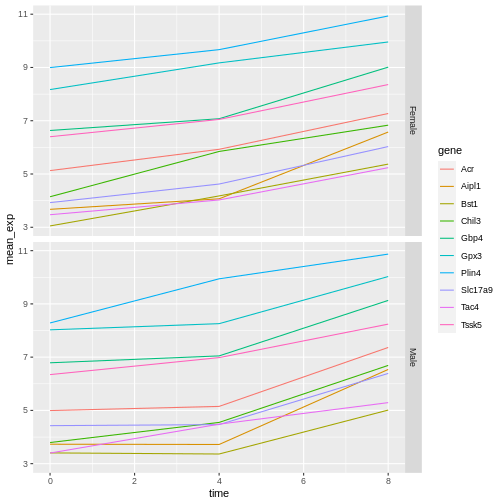 11
9
7
5
3
Female
11
9
7
5
3
Male
mean_exp
0
2
4
6
8
time
gene
Acr
Aipl1
Bst1
Chil3
Gbp4
Gpx3
Plin4
Slc17a9
Tac4
Tssk5